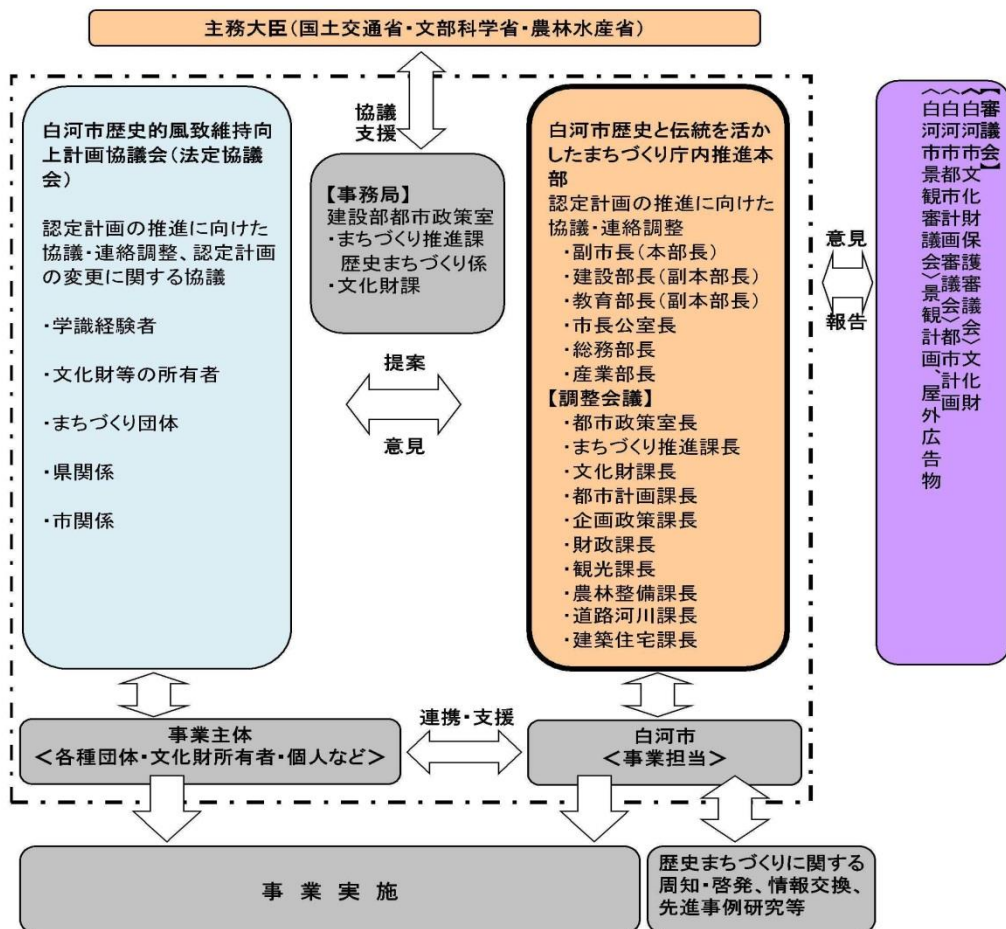 主務大臣(国土交通省・文部科学省・農林水産省)
協議
支援
白河市歴史的風致維持向
上計画協議会(法定協議
会)
認定計画の推進に向けた
協議・連絡調整、認定計画
の変更に関する協議
・学識経験者
・文化財等の所有者
・まちづくり団体
・県関係
・市関係
【事務局】
建設部都市政策室
・まちづくり推進課
歴史まちづくり係
・文化財課
提案
意見
白河市歴史と伝統を活か
したまちづくり庁内推進本
部
認定計画の推進に向けた
協議・連絡調整
・副市長(本部長)
・建設部長(副本部長)
・教育部長(副本部長)
・市長公室長
・総務部長
・産業部長
【調整会議】
・都市政策室長
・まちづくり推進課長
・文化財課長
・都市計画課長
・企画政策課長
・財政課長
・観光課長
・農林整備課長
・道路河川課長
・建築住宅課長
意見
報告
【審議会】
〈白河市文化財保護審議会〉文化財
〈白河市都市計画審議会〉都市計画
〈白河市景観審議会〉景観計画、屋外広告物
事業主体
<各種団体・文化財所有者・個人など>
連携・支援
白河市
<事業担当>
事業実施
歴史まちづくりに関する
周知・啓発、情報交換、
先進事例研究等